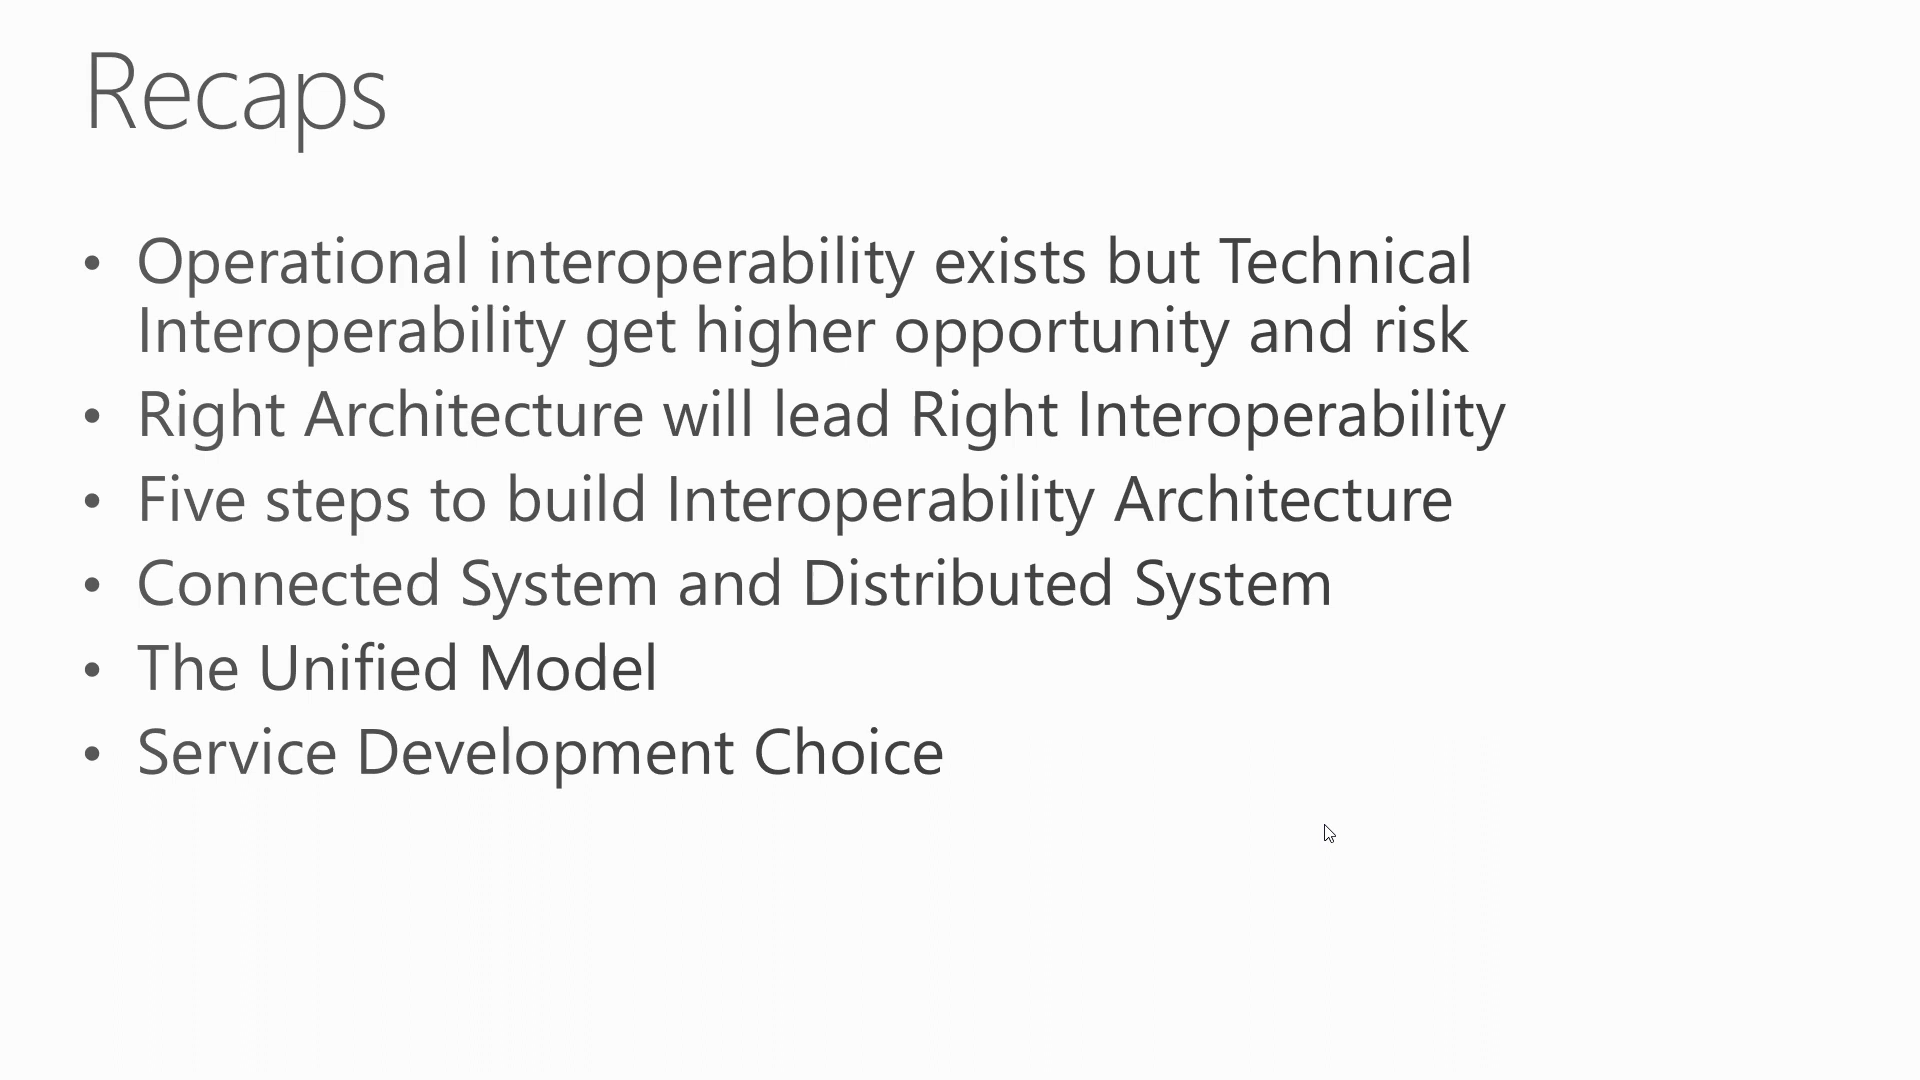 Recaps
• Operational interoperability exists but Technical
Interoperability get higher opportunity and risk
• Right Architecture will lead Right Interoperability
• Five steps to build Interoperability Architecture
• Connected System and Distributed System
• The Unified Model
• Service Development Choice